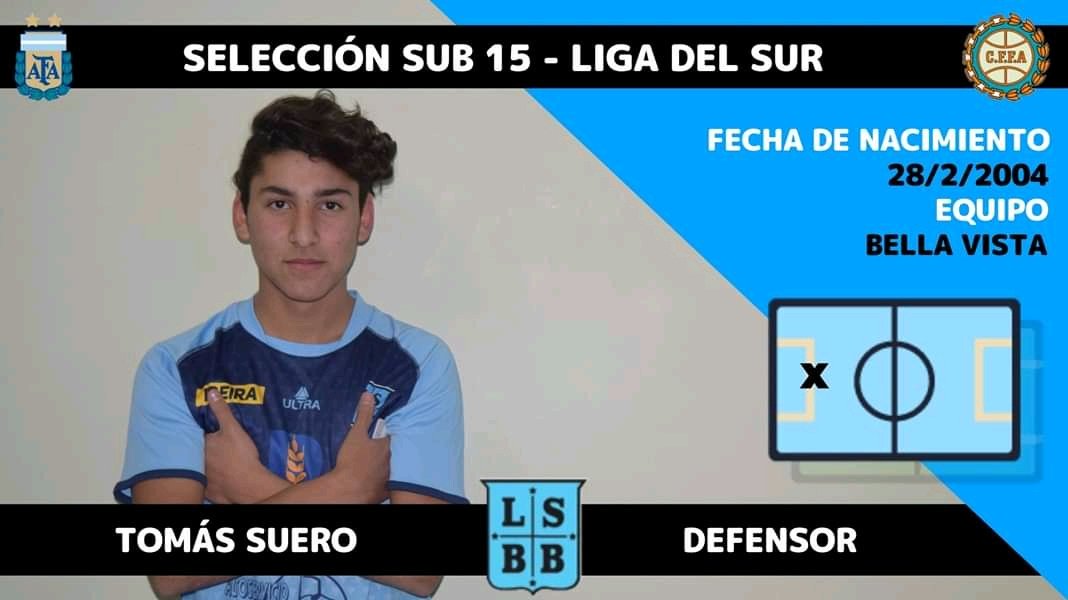 SELECCIÓN SUB 15 - LIGA DEL SUR
AFA
C.F.F.A
FECHA DE NACIMIENTO
28/2/2004
EQUIPO
BELLA VISTA
X
ULTRA
TOMÁS SUERO
L S
B B
DEFENSOR
AUTOSERVICIO